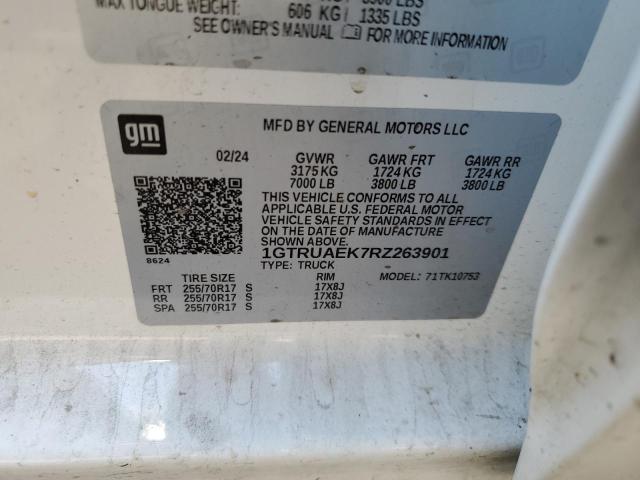 MAX TONGUE WEIGHT
606 KG/ 1335 LBS
SEE OWNER'S MANUAL FOR MORE INFORMATION
gm
MFD BY GENERAL MOTORS LLC
02/24 GVWR GAWR FRT GAWR RR
3175 KG 1724 KG 1724 KG
7000 LB 3800 LB 3800 LB
THIS VEHICLE CONFORMS TO ALL
APPLICABLE U.S. FEDERAL MOTOR
VEHICLE SAFETY STANDARDS IN EFFECT
ON THE DATE OF MANUFACTURE
SHOWN ABOVE.
8624
1GTRUAEK7RZ263901
TYPE: TRUCK MODEL: 71TK10753
TIRE SIZE RIM
FRT 255/70R17 S 17X8J
RR 255/70R17 S 17X8J
SPA 255/70R17 S 17X8J